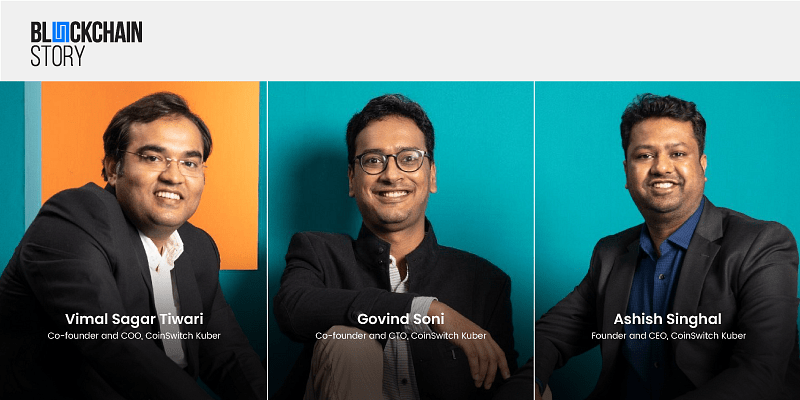 BLOCKCHAIN
STORY
Vimal Sagar Tiwari
Co-founder and COO, CoinSwitch Kuber
Govind Soni
Co-founder and CTO, CoinSwitch Kuber
Ashish Singhal
Founder and CEO, CoinSwitch Kuber